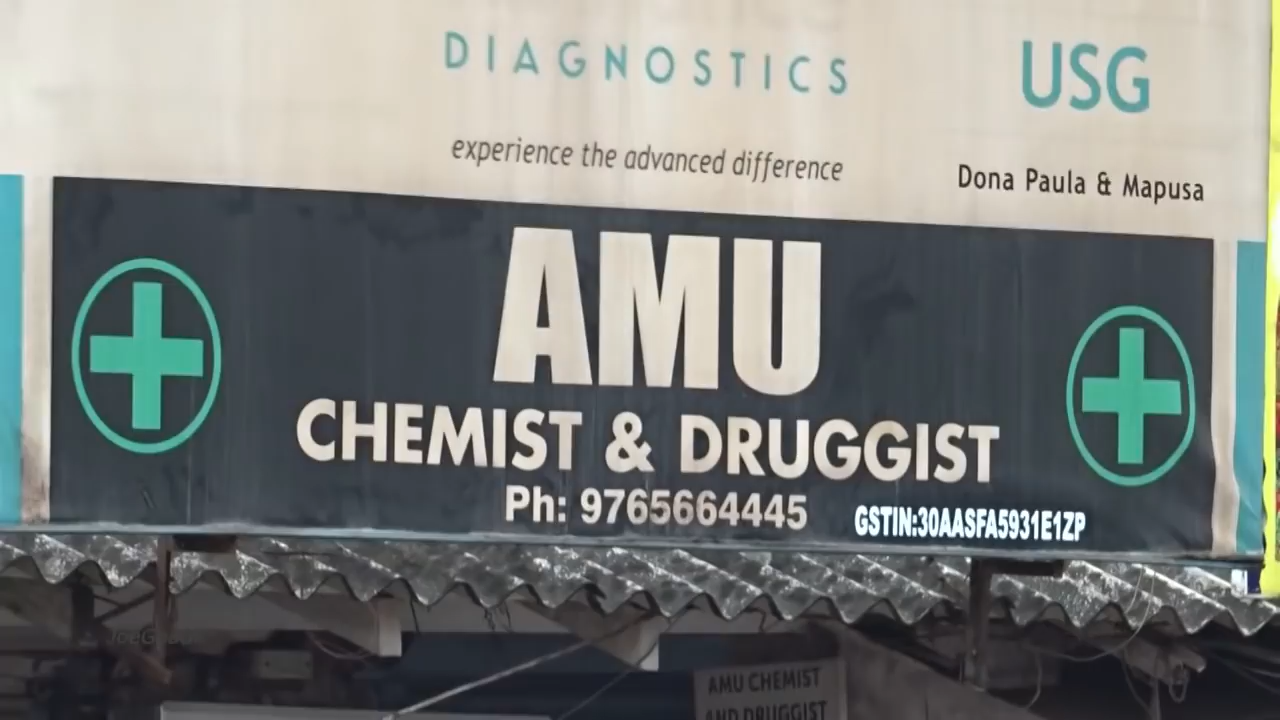 DIAGNOSTICS
USG
experience the advanced difference
Dona Paula & Mapusa
AMU
CHEMIST & DRUGGIST
Ph: 9765664445
GSTIN:30AASFA5931E1ZP
AMU CHEMIST
AND DRUGGIST